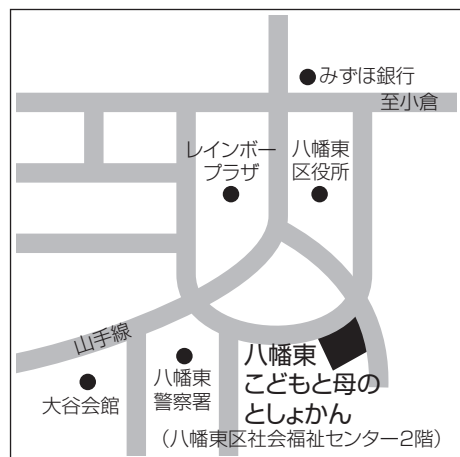 みずほ銀行
至小倉
レインボー
プラザ
八幡東
区役所
山手線
大谷会館
八幡東
警察署
八幡東
こどもと母の
としょかん
（八幡東区社会福祉センター2階）